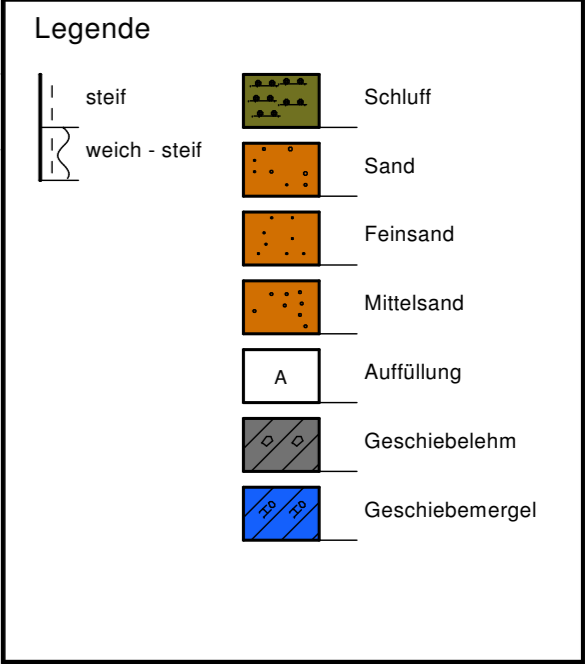 Legende
steif
weich - steif
Schluff
Sand
Feinsand
Mittelsand
A
Auffüllung
Geschiebelehm
Geschiebemergel